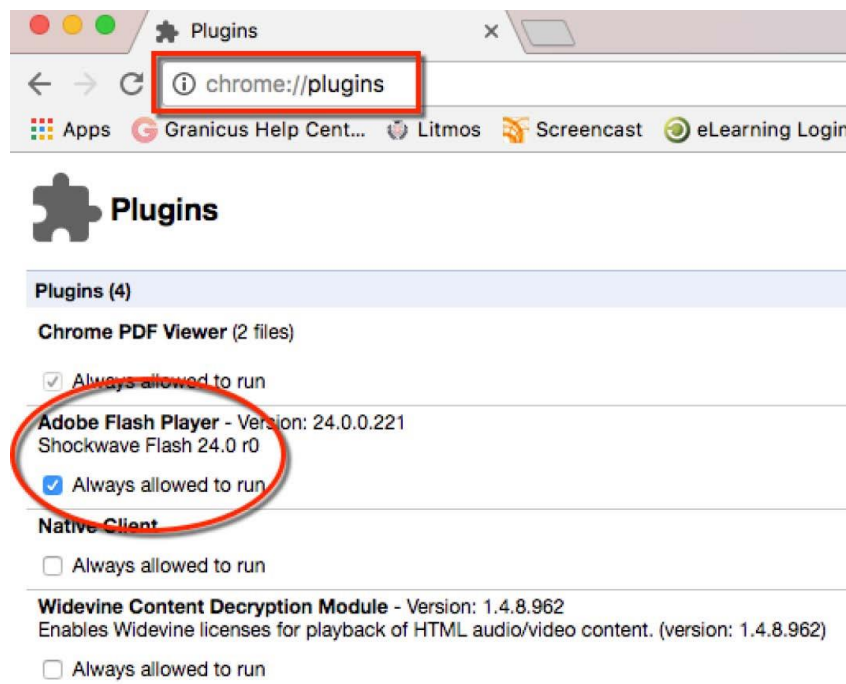 Plugins
chrome://plugins
Apps Granicus Help Cent... Litmos Screencast eLearning Login
Plugins
Plugins (4)
Chrome PDF Viewer (2 files)
Always allowed to run
Adobe Flash Player - Version: 24.0.0.221
Shockwave Flash 24.0 r0
Always allowed to run
Native Client
Always allowed to run
Widevine Content Decryption Module - Version: 1.4.8.962
Enables Widevine licenses for playback of HTML audio/video content. (version: 1.4.8.962)
Always allowed to run